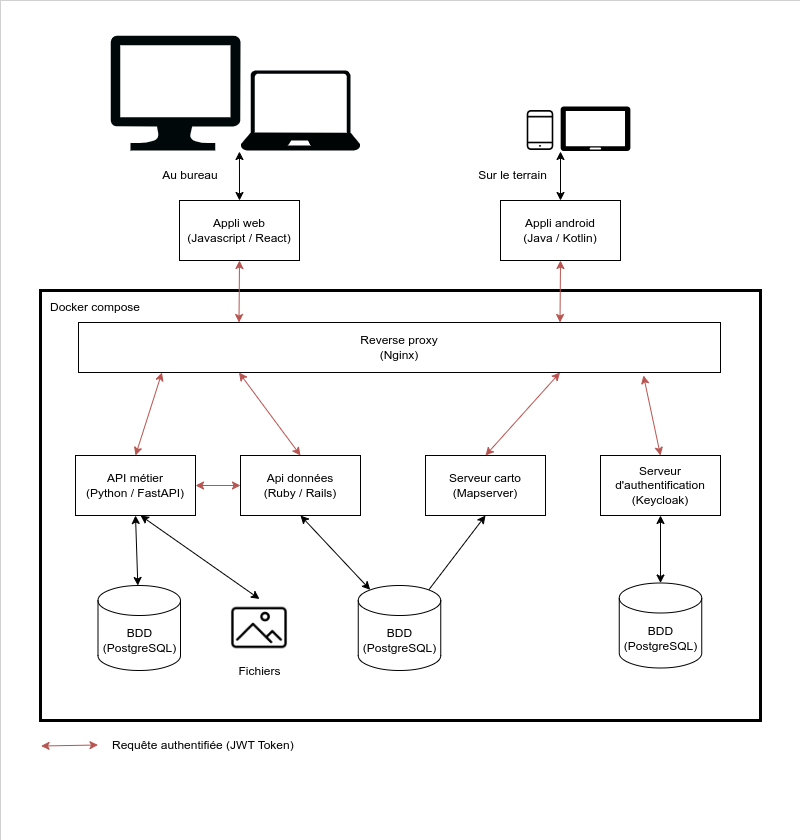 Au bureau
Sur le terrain
Appli web
(Javascript / React)
Appli android
(Java / Kotlin)
Docker compose
Reverse proxy
(Nginx)
API métier
(Python / FastAPI)
Api données
(Ruby / Rails)
Serveur carto
(Mapserver)
Serveur
d'authentification
(Keycloak)
BDD
(PostgreSQL)
Fichiers
BDD
(PostgreSQL)
BDD
(PostgreSQL)
Requête authentifiée (JWT Token)